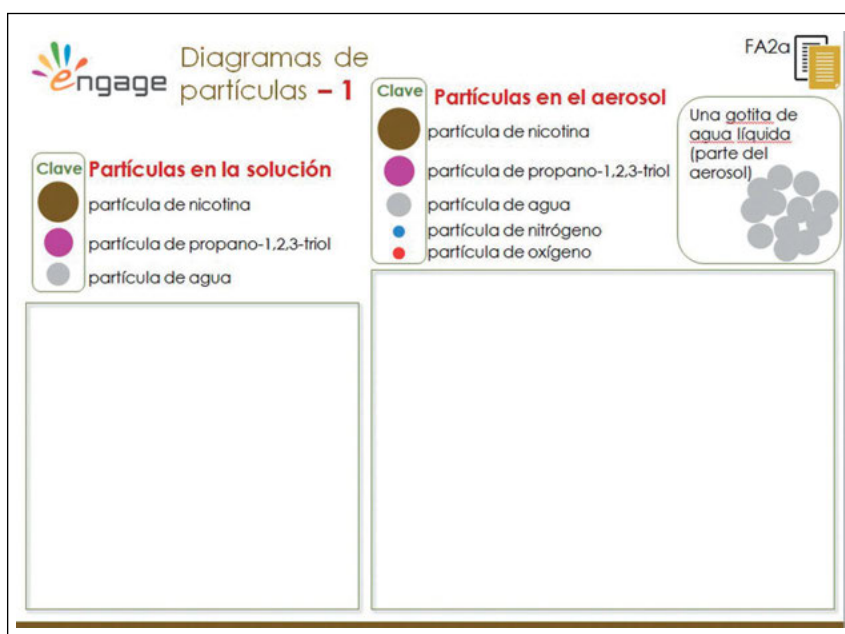 engage
Diagramas de
partículas – 1
FA2a
Clave Partículas en la solución
partícula de nicotina
partícula de propano-1,2,3-triol
partícula de agua
Clave Partículas en el aerosol
partícula de nicotina
partícula de propano-1,2,3-triol
partícula de agua
partícula de nitrógeno
partícula de oxígeno
Una gotita de
agua líquida
(parte del
aerosol)